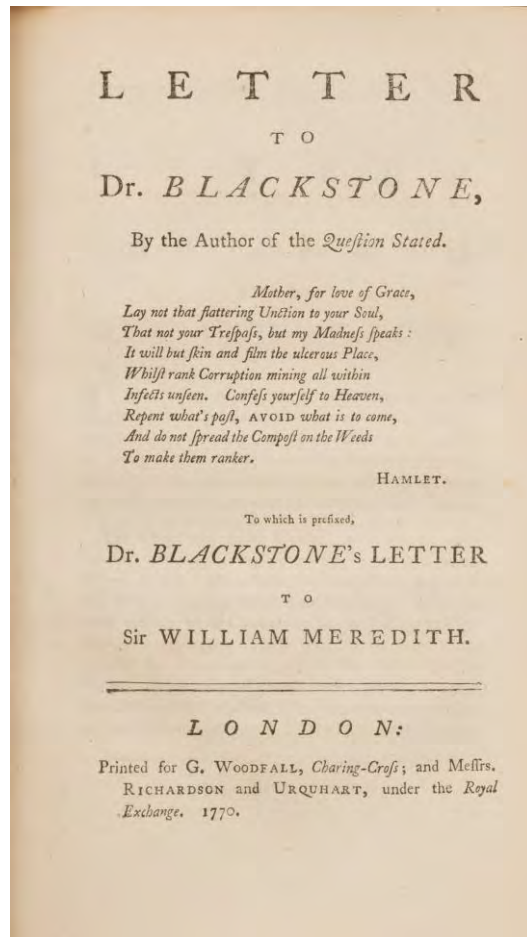 LETTER
TO
Dr. BLACKSTONE,
By the Author of the Queſtion Stated.
Mother, for love of Grace,
Lay not that flattering Unction to your Soul,
That not your Treſpaſs, but my Madneſs ſpeaks :
It will but ſkin and film the ulcerous Place,
Whilſt rank Corruption mining all within
Infects unſeen. Confeſs yourſelf to Heaven,
Repent what's paſt, AVOID what is to come,
And do not ſpread the Compoſt on the Weeds
To make them ranker.
HAMLET.
To which is prefixed,
Dr. BLACKSTONE's LETTER
TO
Sir WILLIAM MEREDITH.
LONDON:
Printed for G. WOODFALL, Charing-Croſs ; and Meſſrs.
RICHARDSON and URQUHART, under the Royal
Exchange. 1770.